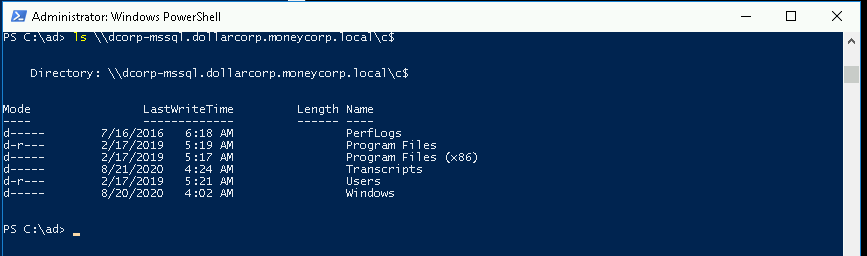 Administrator: Windows PowerShell
PS C:\ad> ls \\dcorp-mssql.dollarcorp.moneycorp.local\c$
Directory: \\dcorp-mssql.dollarcorp.moneycorp.local\c$
Mode LastWriteTime Length Name
---- ------------- ------ ----
d----- 7/16/2016 6:18 AM PerfLogs
d-r--- 2/17/2019 5:19 AM Program Files
d----- 2/17/2019 5:17 AM Program Files (x86)
d----- 8/21/2020 4:24 AM Transcripts
d-r--- 2/17/2019 5:21 AM Users
d----- 8/20/2020 4:02 AM Windows
PS C:\ad> _